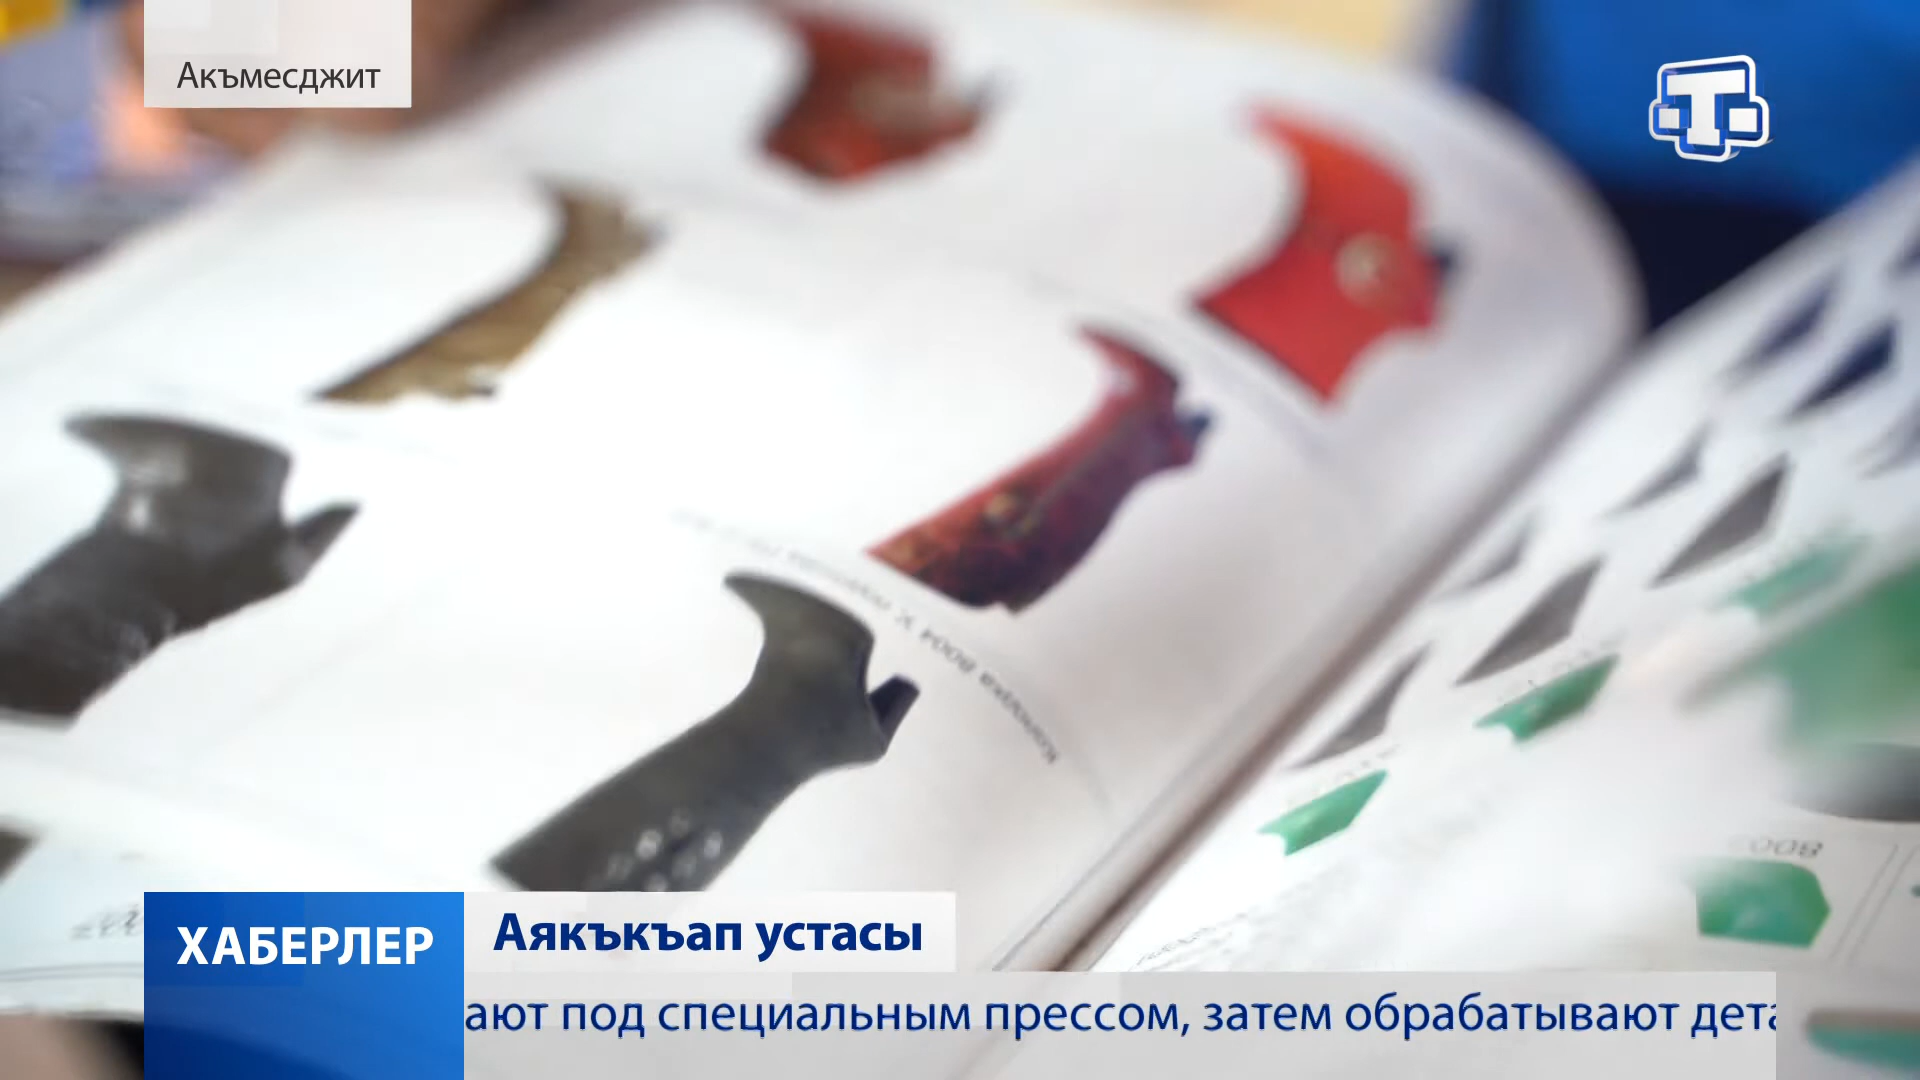 Акъмесджит
Т
ХАБЕРЛЕР
Аякъкъап устасы
ают под специальным прессом, затем обрабатывают дета